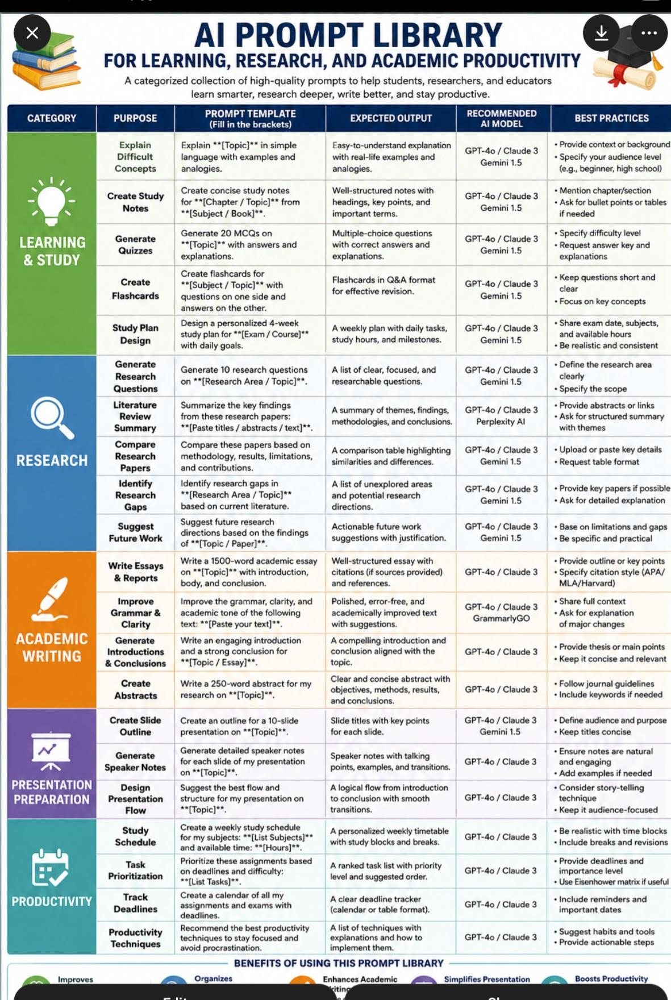 AI PROMPT LIBRARY
FOR LEARNING, RESEARCH, AND ACADEMIC PRODUCTIVITY
A categorized collection of high-quality prompts to help students, researchers, and educators
learn smarter, research deeper, write better, and stay productive.
CATEGORY
PURPOSE
PROMPT TEMPLATE
(Fill in the brackets)
EXPECTED OUTPUT
RECOMMENDED
AI MODEL
BEST PRACTICES
LEARNING
& STUDY
Explain
Difficult
Concepts
Explain **[Topic]** in simple
language with examples and
analogies.
Easy-to-understand explanation
with real-life examples and
analogies.
GPT-4o / Claude 3
Gemini 1.5
• Provide context or background
• Specify your audience level
(e.g., beginner, high school)
Create Study
Notes
Create concise study notes
for **[Chapter / Topic]** from
**[Subject / Book]**.
Well-structured notes with
headings, key points, and
important terms.
GPT-4o / Claude 3
Gemini 1.5
• Mention chapter/section
• Ask for bullet points or tables
if needed
Generate
Quizzes
Generate 20 MCQs on
**[Topic]** with answers and
explanations.
Multiple-choice questions
with correct answers and
explanations.
GPT-4o / Claude 3
Gemini 1.5
• Specify difficulty level
• Request answer key and
explanations
Create
Flashcards
Create flashcards for
**[Subject / Topic]** with
questions on one side and
answers on the other.
Flashcards in Q&A format
for effective revision.
GPT-4o / Claude 3
Gemini 1.5
• Keep questions short and
clear
• Focus on key concepts
Study Plan
Design
Design a personalized 4-week
study plan for **[Exam / Course]**
with daily goals.
A weekly plan with daily tasks,
study hours, and milestones.
GPT-4o / Claude 3
Gemini 1.5
• Share exam date, subjects,
and available hours
• Be realistic and consistent
RESEARCH
Generate
Research
Questions
Generate 10 research questions
on **[Research Area / Topic]**.
A list of clear, focused, and
researchable questions.
GPT-4o / Claude 3
Gemini 1.5
• Define the research area
clearly
• Specify the scope
Literature
Review
Summary
Summarize the key findings
from these research papers:
**[Paste titles / abstracts / text]**.
A summary of themes, findings,
methodologies, and conclusions.
GPT-4o / Claude 3
Perplexity AI
• Provide abstracts or links
• Ask for structured summary
with themes
Compare
Research
Papers
Compare these papers based on
methodology, results, limitations,
and contributions.
A comparison table highlighting
similarities and differences.
GPT-4o / Claude 3
Gemini 1.5
• Upload or paste key details
• Request table format
Identify
Research
Gaps
Identify research gaps in
**[Research Area / Topic]**
based on current literature.
A list of unexplored areas
and potential research
directions.
GPT-4o / Claude 3
Gemini 1.5
• Provide key papers if possible
• Ask for detailed explanation
Suggest
Future Work
Suggest future research
directions based on the findings
of **[Topic / Paper]**.
Actionable future work
suggestions with justification.
GPT-4o / Claude 3
Gemini 1.5
• Base on limitations and gaps
• Be specific and practical
ACADEMIC
WRITING
Write Essays
& Reports
Write a 1500-word academic essay
on **[Topic]** with introduction,
body, and conclusion.
Well-structured essay with
citations (if sources provided)
and references.
GPT-4o / Claude 3
• Provide outline or key points
• Specify citation style (APA/
MLA/Harvard)
Improve
Grammar &
Clarity
Improve the grammar, clarity, and
academic tone of the following
text: **[Paste your text]**.
Polished, error-free, and
academically improved text
with suggestions.
GPT-4o / Claude 3
GrammarlyGO
• Share full context
• Ask for explanation
of major changes
Generate
Introductions
& Conclusions
Write an engaging introduction
and a strong conclusion for
**[Topic / Essay]**.
A compelling introduction and
conclusion aligned with the
topic.
GPT-4o / Claude 3
• Provide thesis or main points
• Keep it concise and relevant
Create
Abstracts
Write a 250-word abstract for my
research on **[Topic]**.
Clear and concise abstract with
objectives, methods, results,
and conclusions.
GPT-4o / Claude 3
• Follow journal guidelines
• Include keywords if needed
PRESENTATION
PREPARATION
Create Slide
Outline
Create an outline for a 10-slide
presentation on **[Topic]**.
Slide titles with key points
for each slide.
GPT-4o / Claude 3
Gemini 1.5
• Define audience and purpose
• Keep titles concise
Generate
Speaker Notes
Generate detailed speaker notes
for each slide of my presentation
on **[Topic]**.
Speaker notes with talking
points, examples, and transitions.
GPT-4o / Claude 3
• Ensure notes are natural
and engaging
• Add examples if needed
Design
Presentation
Flow
Suggest the best flow and
structure for my presentation on
**[Topic]**.
A logical flow from introduction
to conclusion with smooth
transitions.
GPT-4o / Claude 3
• Consider story-telling
technique
• Keep it audience-focused
PRODUCTIVITY
Study
Schedule
Create a weekly study schedule
for my subjects: **[List Subjects]**
and available time: **[Hours]**.
A personalized weekly timetable
with study blocks and breaks.
GPT-4o / Claude 3
• Be realistic with time blocks
• Include breaks and revisions
Task
Prioritization
Prioritize these assignments based
on deadlines and difficulty:
**[List Tasks]**.
A ranked task list with priority
level and suggested order.
GPT-4o / Claude 3
• Provide deadlines and
importance level
• Use Eisenhower matrix if useful
Track
Deadlines
Create a calendar of all my
assignments and exams with
deadlines.
A clear deadline tracker
(calendar or table format).
GPT-4o / Claude 3
• Include reminders and
important dates
Productivity
Techniques
Recommend the best productivity
techniques to stay focused and
avoid procrastination.
A list of techniques with
explanations and how to
implement them.
GPT-4o / Claude 3
• Suggest habits and tools
• Provide actionable steps
BENEFITS OF USING THIS PROMPT LIBRARY
Improves
Organizes
Enhances Academic
Simplifies Presentation
Boosts Productivity